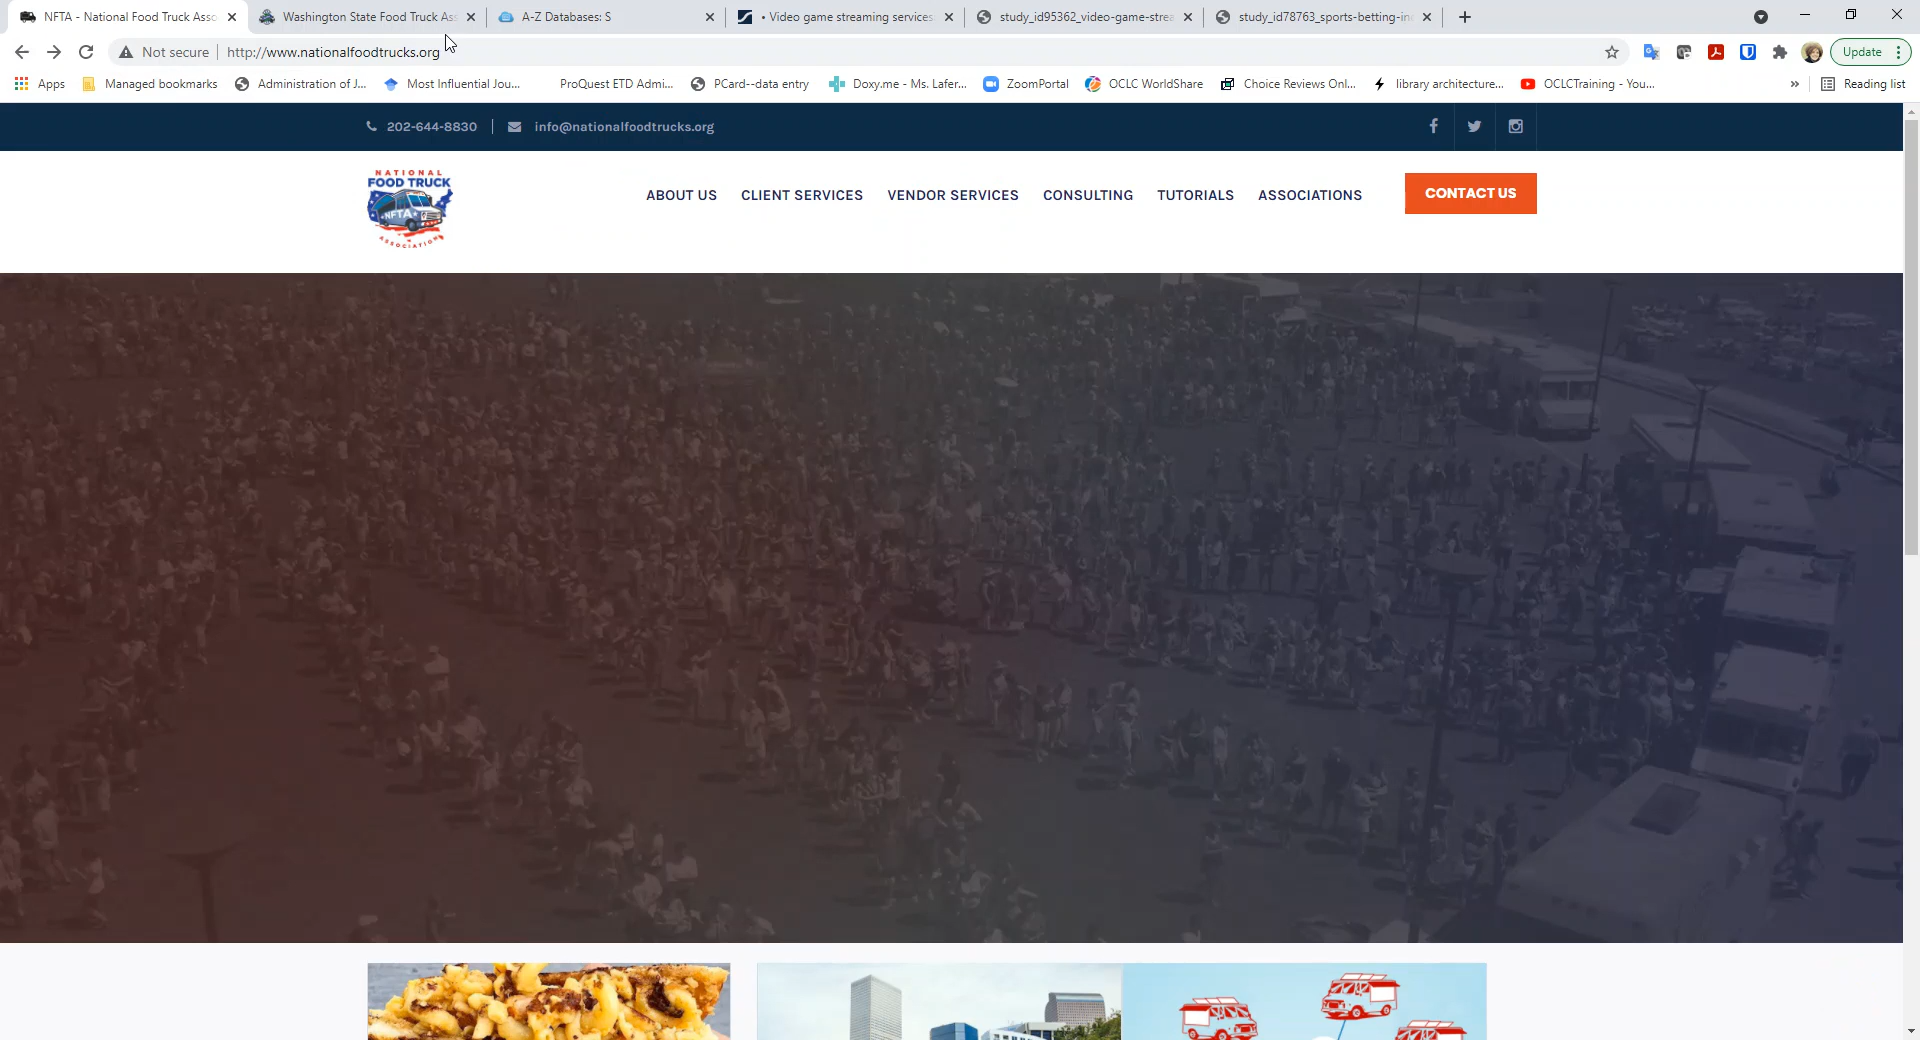 NFTA - National Food Truck Asso
Washington State Food Truck Ass
A-Z Databases: S
• Video game streaming services
study_id95362_video-game-strea
study_id78763_sports-betting-in
Not secure
http://www.nationalfoodtrucks.org
Update
Apps
Managed bookmarks
Administration of J...
Most Influential Jou...
ProQuest ETD Admi...
PCard--data entry
Doxy.me - Ms. Lafer...
ZoomPortal
OCLC WorldShare
Choice Reviews Onl...
library architecture...
OCLCTraining - You...
»
Reading list
202-644-8830
info@nationalfoodtrucks.org
NATIONAL
FOOD TRUCK
NFTA
ASSOCIATION
ABOUT US
CLIENT SERVICES
VENDOR SERVICES
CONSULTING
TUTORIALS
ASSOCIATIONS
CONTACT US